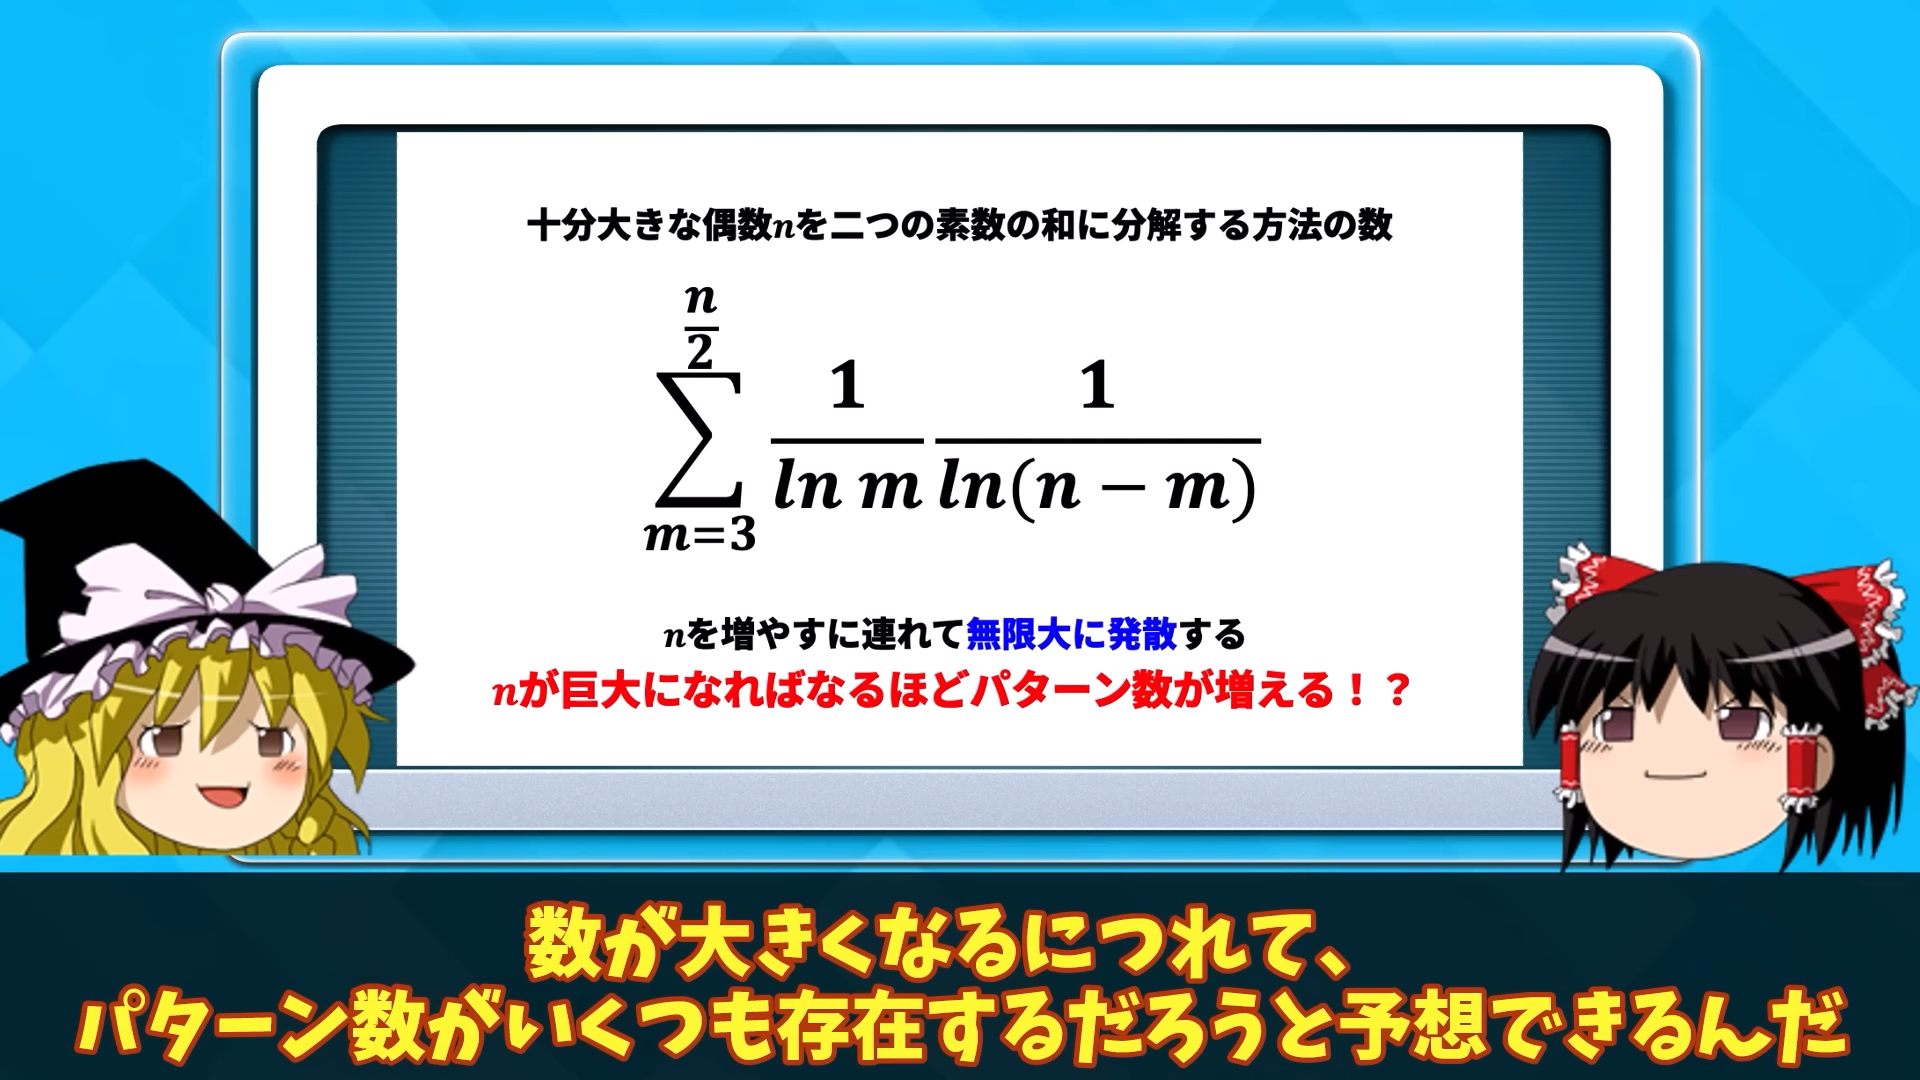 十分大きな偶数nを二つの素数の和に分解する方法の数
n
2
∑ 1 1
ln m ln(n − m)
m=3
nを増やすに連れて無限大に発散する
nが巨大になればなるほどパターン数が増える！？
数が大きくなるにつれて、
パターン数がいくつも存在するだろうと予想できるんだ